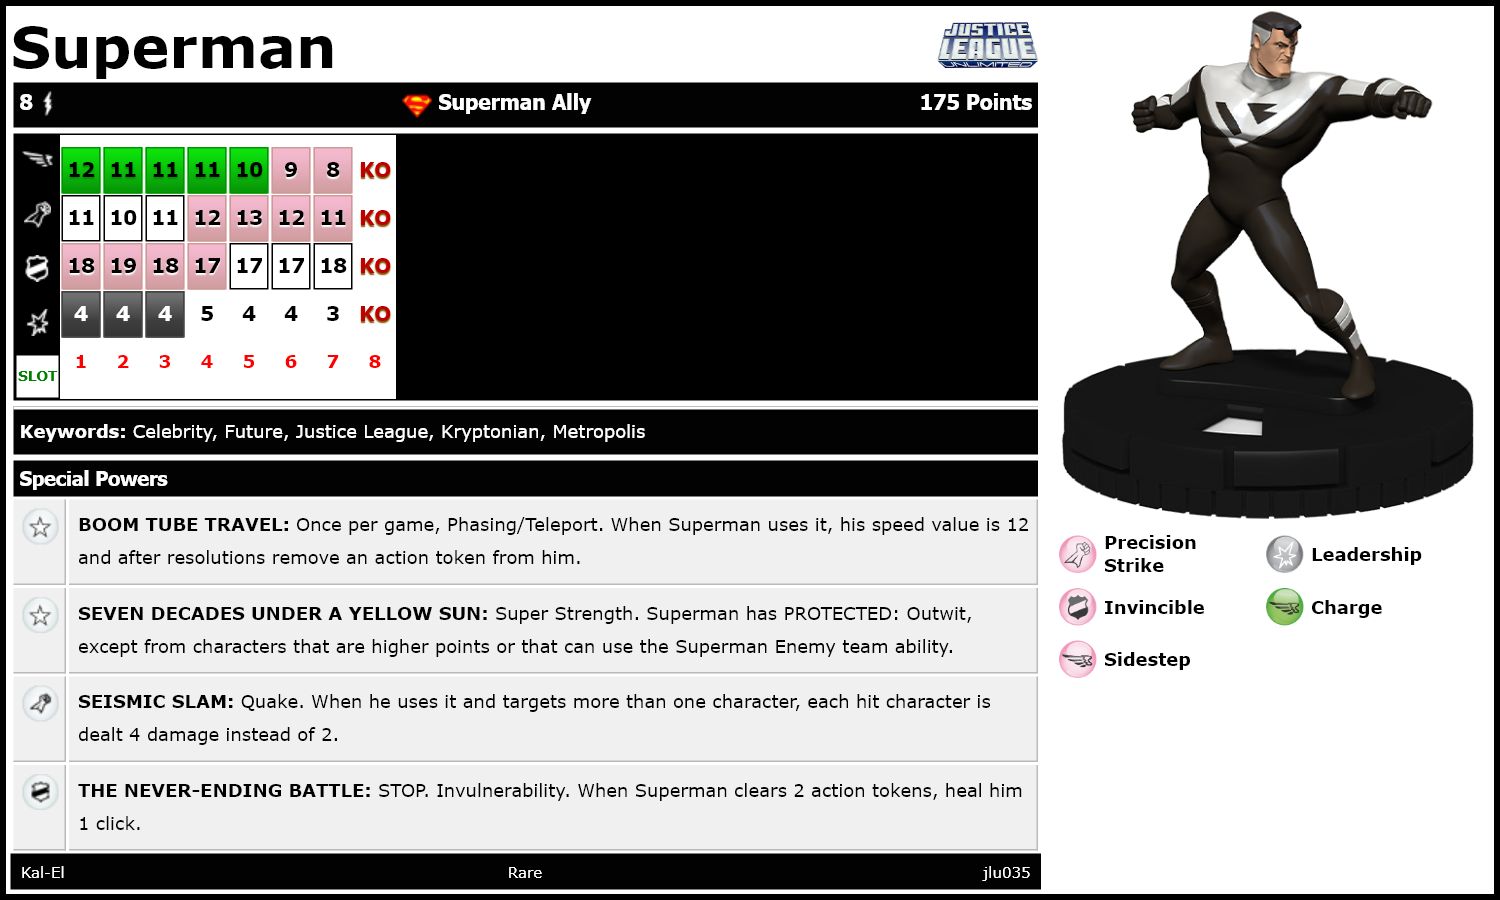 Superman
JUSTICE
LEAGUE
UNLIMITED
8 Superman Ally 175 Points
12 11 11 11 10 9 8 KO
11 10 11 12 13 12 11 KO
18 19 18 17 17 17 18 KO
4 4 4 5 4 4 3 KO
SLOT 1 2 3 4 5 6 7 8
Keywords: Celebrity, Future, Justice League, Kryptonian, Metropolis
Special Powers
BOOM TUBE TRAVEL: Once per game, Phasing/Teleport. When Superman uses it, his speed value is 12
and after resolutions remove an action token from him.
SEVEN DECADES UNDER A YELLOW SUN: Super Strength. Superman has PROTECTED: Outwit,
except from characters that are higher points or that can use the Superman Enemy team ability.
SEISMIC SLAM: Quake. When he uses it and targets more than one character, each hit character is
dealt 4 damage instead of 2.
THE NEVER-ENDING BATTLE: STOP. Invulnerability. When Superman clears 2 action tokens, heal him
1 click.
Kal-El Rare jlu035
Precision
Strike
Leadership
Invincible
Charge
Sidestep